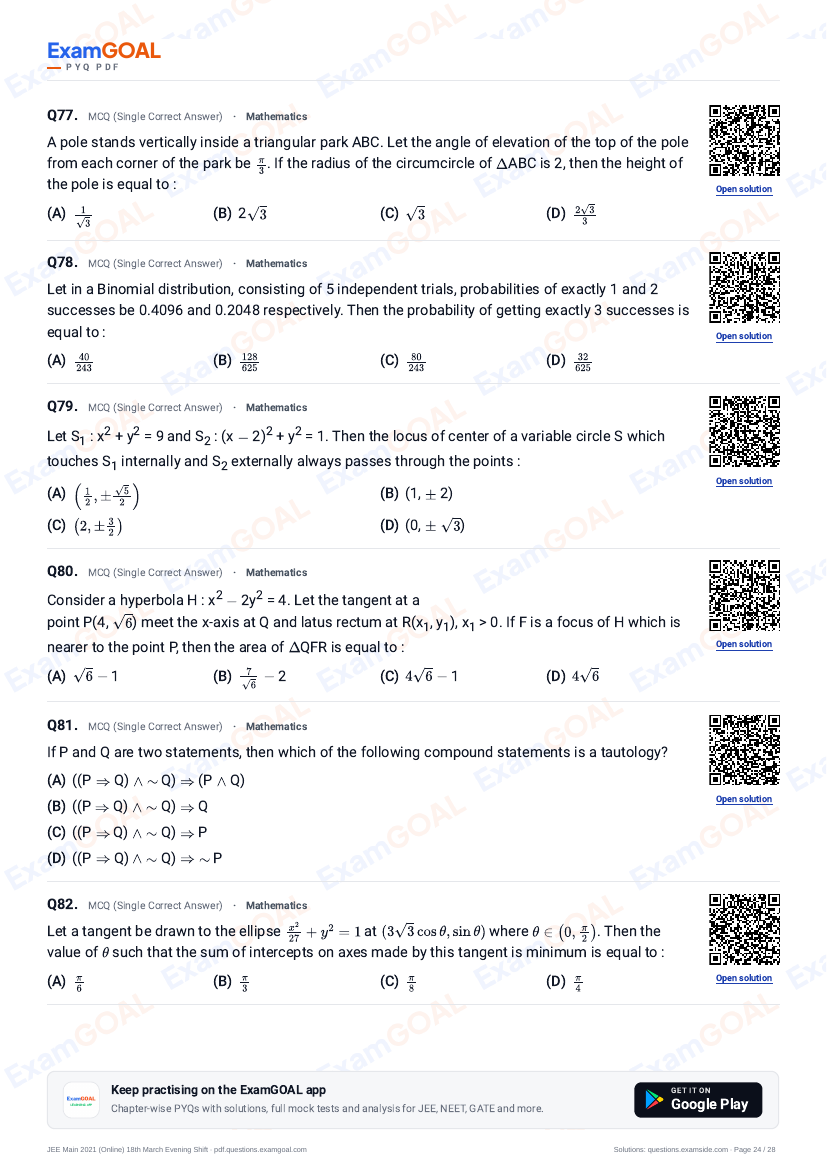 ExamGOAL
PYQ PDF
Q77. MCQ (Single Correct Answer) · Mathematics
A pole stands vertically inside a triangular park ABC. Let the angle of elevation of the top of the pole
from each corner of the park be π/3. If the radius of the circumcircle of ΔABC is 2, then the height of
the pole is equal to :
Open solution
(A) 1/√3 (B) 2√3 (C) √3 (D) 2√3/3
Q78. MCQ (Single Correct Answer) · Mathematics
Let in a Binomial distribution, consisting of 5 independent trials, probabilities of exactly 1 and 2
successes be 0.4096 and 0.2048 respectively. Then the probability of getting exactly 3 successes is
equal to :
Open solution
(A) 40/243 (B) 128/625 (C) 80/243 (D) 32/625
Q79. MCQ (Single Correct Answer) · Mathematics
Let S₁ : x² + y² = 9 and S₂ : (x − 2)² + y² = 1. Then the locus of center of a variable circle S which
touches S₁ internally and S₂ externally always passes through the points :
Open solution
(A) (1/2, ±√5/2) (B) (1, ± 2)
(C) (2, ±3/2) (D) (0, ± √3)
Q80. MCQ (Single Correct Answer) · Mathematics
Consider a hyperbola H : x² − 2y² = 4. Let the tangent at a
point P(4, √6) meet the x-axis at Q and latus rectum at R(x₁, y₁), x₁ > 0. If F is a focus of H which is
nearer to the point P, then the area of ΔQFR is equal to :
Open solution
(A) √6 − 1 (B) 7/√6 − 2 (C) 4√6 − 1 (D) 4√6
Q81. MCQ (Single Correct Answer) · Mathematics
If P and Q are two statements, then which of the following compound statements is a tautology?
(A) ((P ⇒ Q) ∧ ∼ Q) ⇒ (P ∧ Q)
Open solution
(B) ((P ⇒ Q) ∧ ∼ Q) ⇒ Q
(C) ((P ⇒ Q) ∧ ∼ Q) ⇒ P
(D) ((P ⇒ Q) ∧ ∼ Q) ⇒ ∼ P
Q82. MCQ (Single Correct Answer) · Mathematics
Let a tangent be drawn to the ellipse x²/27 + y² = 1 at (3√3 cos θ, sin θ) where θ ∈ (0, π/2). Then the
value of θ such that the sum of intercepts on axes made by this tangent is minimum is equal to :
Open solution
(A) π/6 (B) π/3 (C) π/8 (D) π/4
ExamGOAL
Keep practising on the ExamGOAL app
Chapter-wise PYQs with solutions, full mock tests and analysis for JEE, NEET, GATE and more.
GET IT ON
Google Play
JEE Main 2021 (Online) 18th March Evening Shift · pdf.questions.examgoal.com
Solutions: questions.examside.com · Page 24 / 28